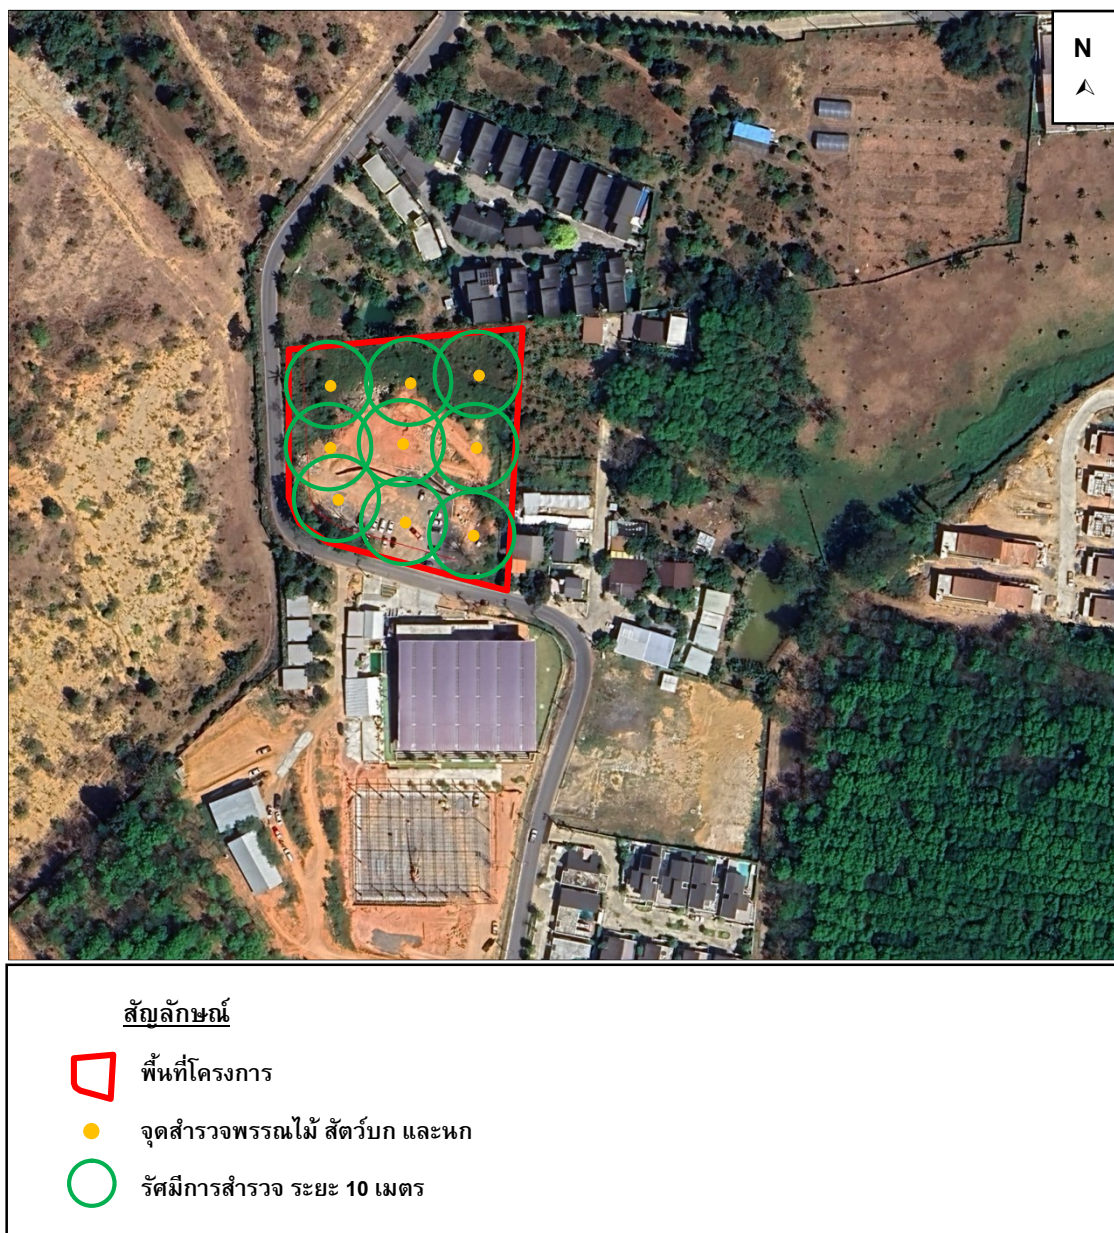 N
สัญลักษณ์
พื้นที่โครงการ
จุดสำรวจพรรณไม้ สัตว์บก และนก
รัศมีการสำรวจ ระยะ 10 เมตร